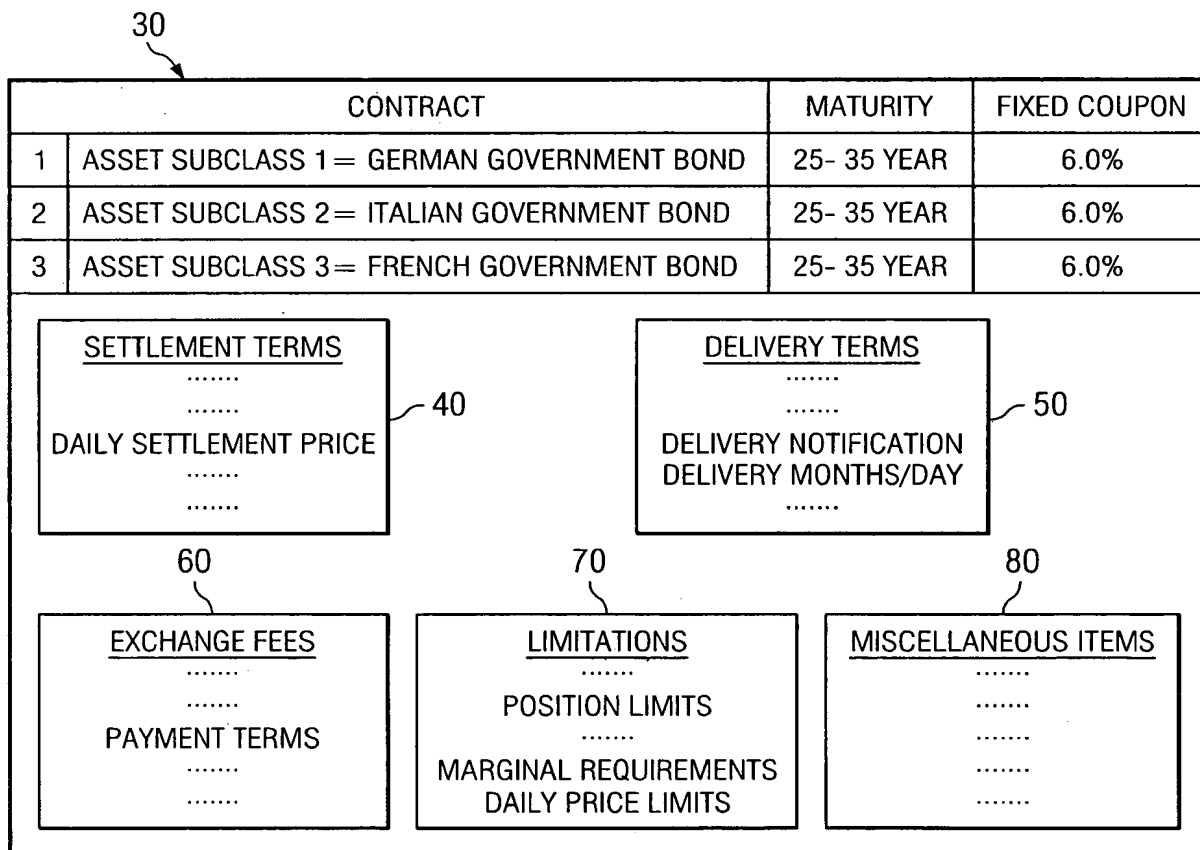 30
CONTRACT MATURITY FIXED COUPON
1 ASSET SUBCLASS 1 = GERMAN GOVERNMENT BOND 25- 35 YEAR 6.0%
2 ASSET SUBCLASS 2 = ITALIAN GOVERNMENT BOND 25- 35 YEAR 6.0%
3 ASSET SUBCLASS 3 = FRENCH GOVERNMENT BOND 25- 35 YEAR 6.0%
SETTLEMENT TERMS
.......
.......
DAILY SETTLEMENT PRICE
.......
.......
40
DELIVERY TERMS
.......
.......
DELIVERY NOTIFICATION
DELIVERY MONTHS/DAY
.......
50
60
EXCHANGE FEES
.......
.......
PAYMENT TERMS
.......
.......
70
LIMITATIONS
.......
POSITION LIMITS
.......
MARGINAL REQUIREMENTS
DAILY PRICE LIMITS
80
MISCELLANEOUS ITEMS
.......
.......
.......
.......
.......